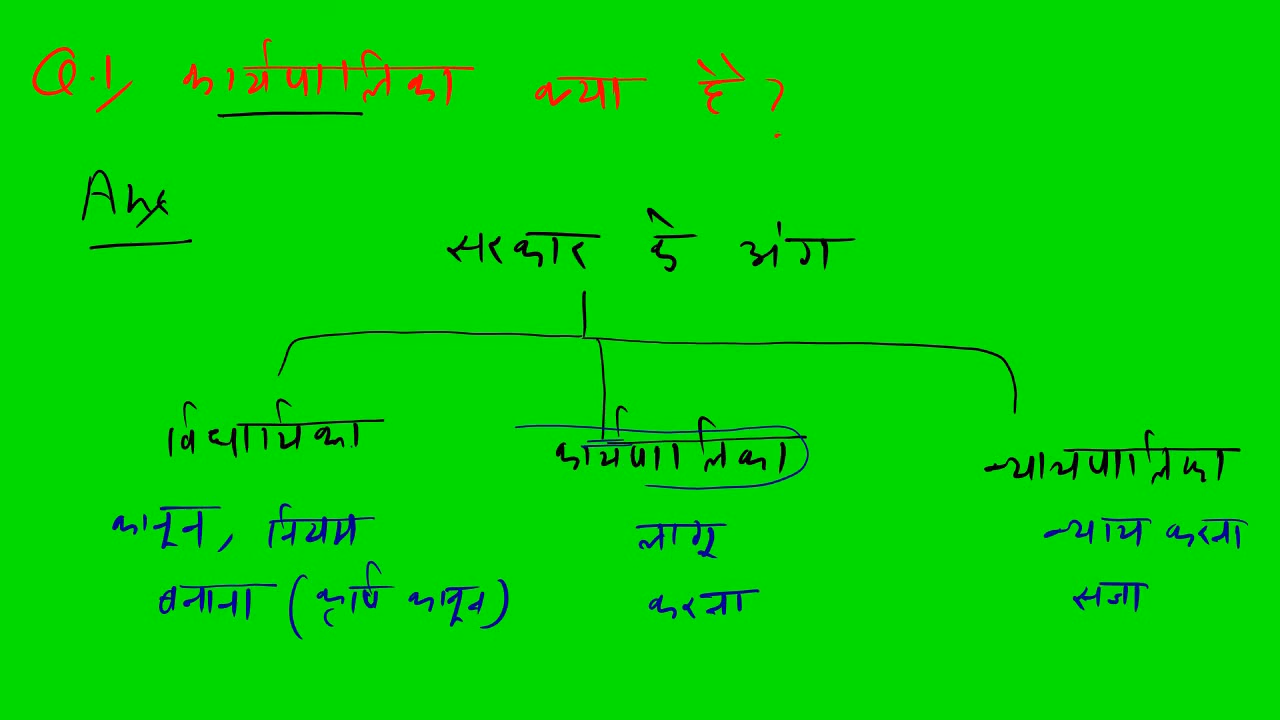 Q.1, कार्यपालिका क्या है?
Ans
सरकार के अंग
विधायिका कार्यपालिका न्यायपालिका
कानून, नियम लागू न्याय करना
बनाना (कृषि कानून) करना सजा